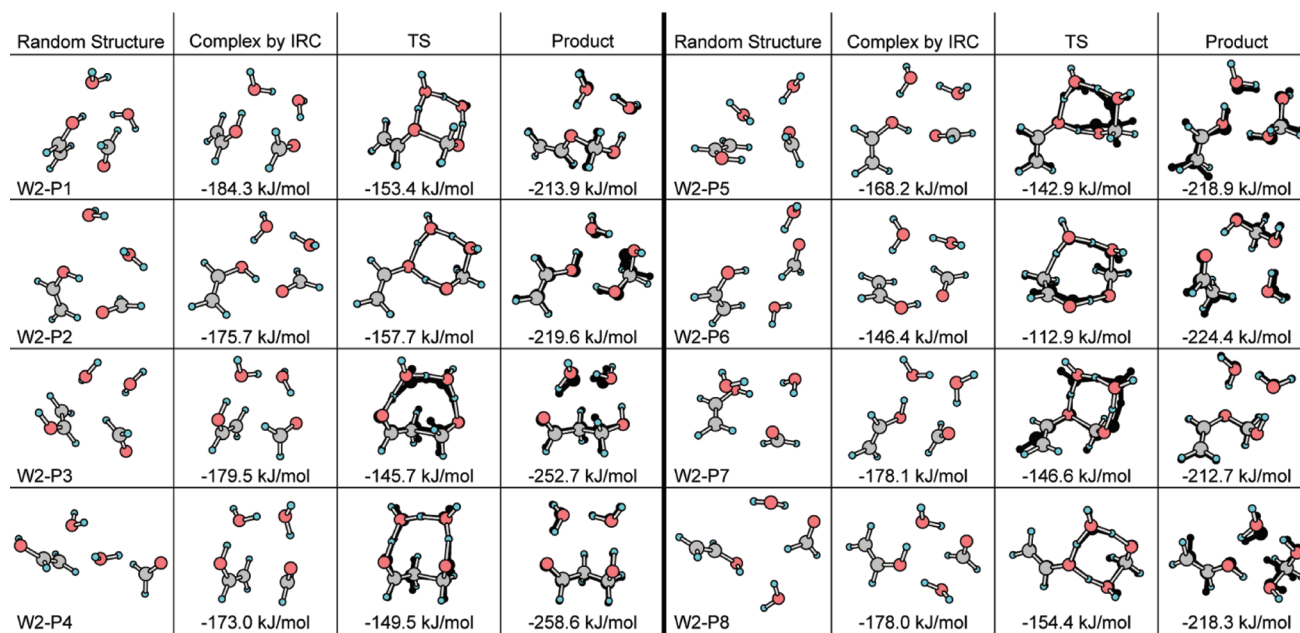 Random Structure Complex by IRC TS Product Random Structure Complex by IRC TS Product
W2-P1 -184.3 kJ/mol -153.4 kJ/mol -213.9 kJ/mol W2-P5 -168.2 kJ/mol -142.9 kJ/mol -218.9 kJ/mol
W2-P2 -175.7 kJ/mol -157.7 kJ/mol -219.6 kJ/mol W2-P6 -146.4 kJ/mol -112.9 kJ/mol -224.4 kJ/mol
W2-P3 -179.5 kJ/mol -145.7 kJ/mol -252.7 kJ/mol W2-P7 -178.1 kJ/mol -146.6 kJ/mol -212.7 kJ/mol
W2-P4 -173.0 kJ/mol -149.5 kJ/mol -258.6 kJ/mol W2-P8 -178.0 kJ/mol -154.4 kJ/mol -218.3 kJ/mol